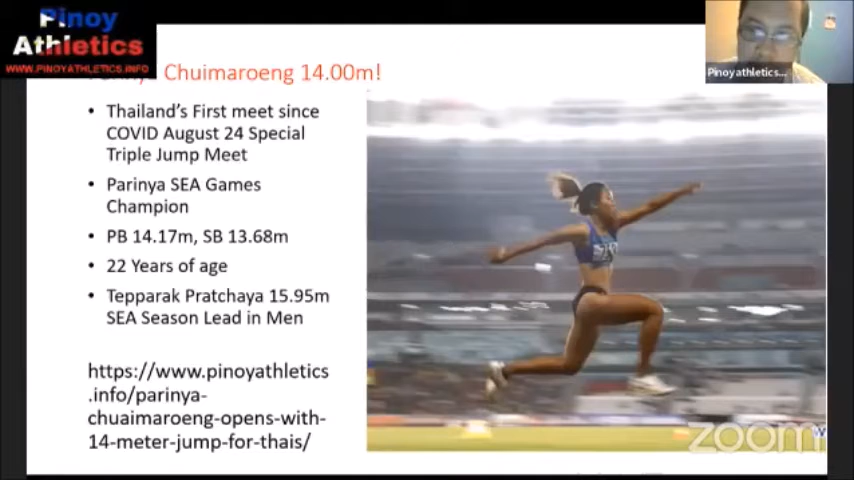 Pinoy
Athletics
WWW.PINOYATHLETICS.INFO
Chuimaroeng 14.00m!
Pinoyathletics...
• Thailand's First meet since
COVID August 24 Special
Triple Jump Meet
• Parinya SEA Games
Champion
• PB 14.17m, SB 13.68m
• 22 Years of age
• Tepparak Pratchaya 15.95m
SEA Season Lead in Men
https://www.pinoyathletics
.info/parinya-
chuaimaroeng-opens-with-
14-meter-jump-for-thais/
zoom